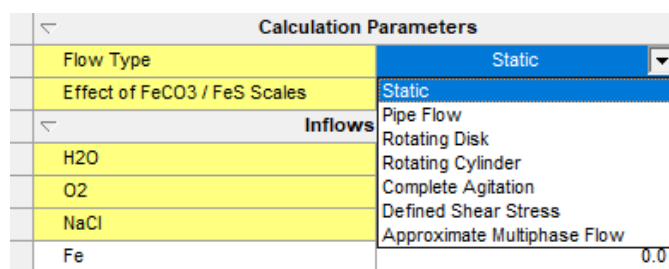 Calculation Parameters
Flow Type Static
Effect of FeCO3 / FeS Scales Static
Pipe Flow
Inflows
Rotating Disk
H2O Rotating Cylinder
O2 Complete Agitation
NaCl Defined Shear Stress
Approximate Multiphase Flow
Fe 0.0